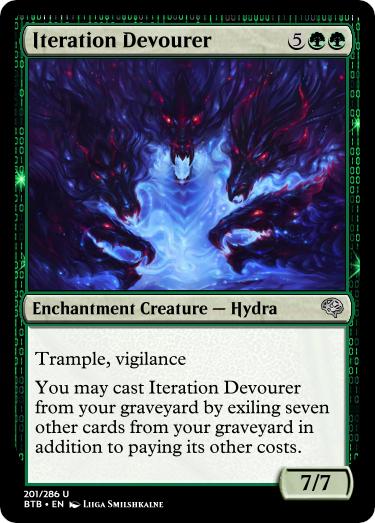 Iteration Devourer 5
Enchantment Creature — Hydra
Trample, vigilance
You may cast Iteration Devourer
from your graveyard by exiling seven
other cards from your graveyard in
addition to paying its other costs.
7/7
201/286 U
BTB • EN Liiga Smilshkalne